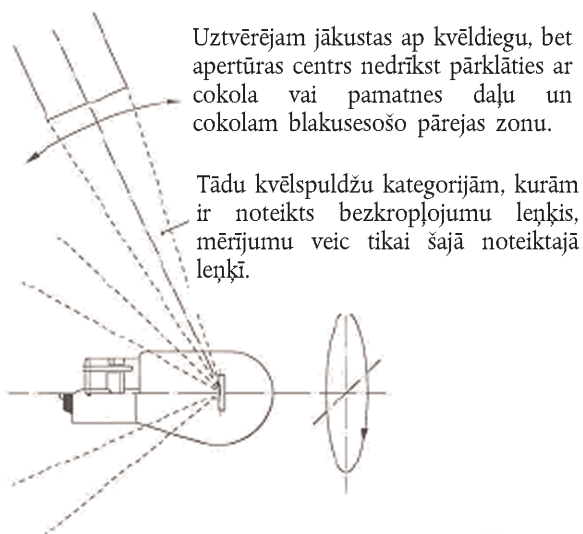 Uztvērējam jākustas ap kvēldiegu, bet
apertūras centrs nedrīkst pārklāties ar
cokola vai pamatnes daļu un
cokolam blakusesošo pārejas zonu.
Tādu kvēlspuldžu kategorijām, kurām
ir noteikts bezkropļojumu leņķis,
mērījumu veic tikai šajā noteiktajā
leņķī.